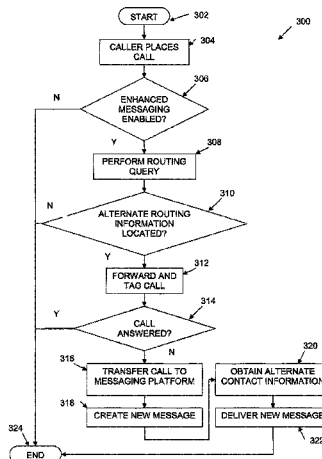 START
302
300
304
CALLER PLACES
CALL
306
N
ENHANCED
MESSAGING
ENABLED?
Y
308
PERFORM ROUTING
QUERY
310
N
ALTERNATE ROUTING
INFORMATION
LOCATED?
Y
312
FORWARD AND
TAG CALL
314
Y
CALL
ANSWERED?
N
316
320
TRANSFER CALL TO
MESSAGING PLATFORM
OBTAIN ALTERNATE
CONTACT INFORMATION
318
CREATE NEW MESSAGE
DELIVER NEW MESSAGE
322
324
END